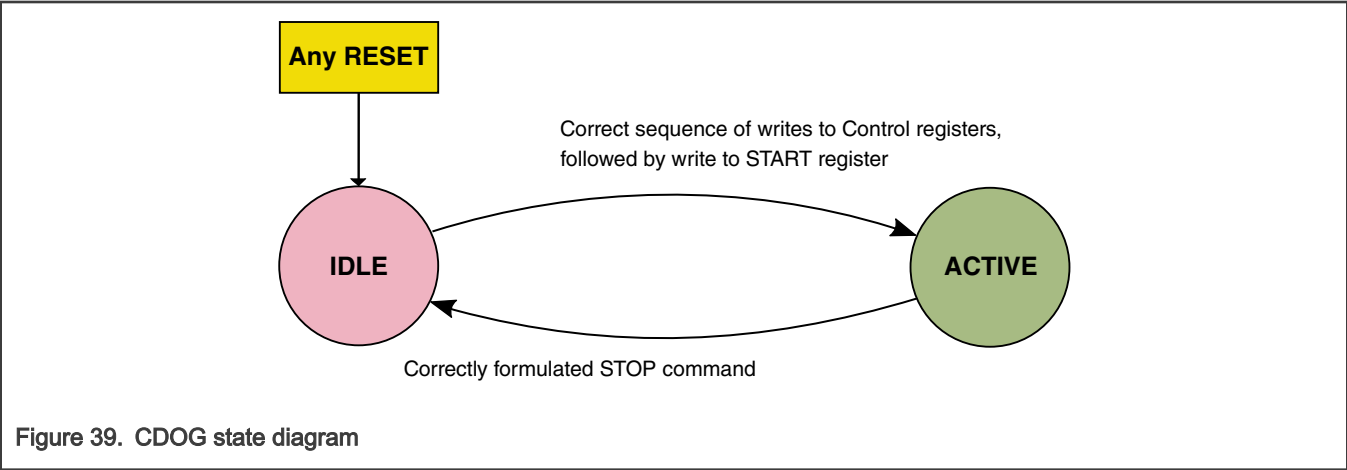 Any RESET
Correct sequence of writes to Control registers,
followed by write to START register
IDLE
ACTIVE
Correctly formulated STOP command
Figure 39. CDOG state diagram